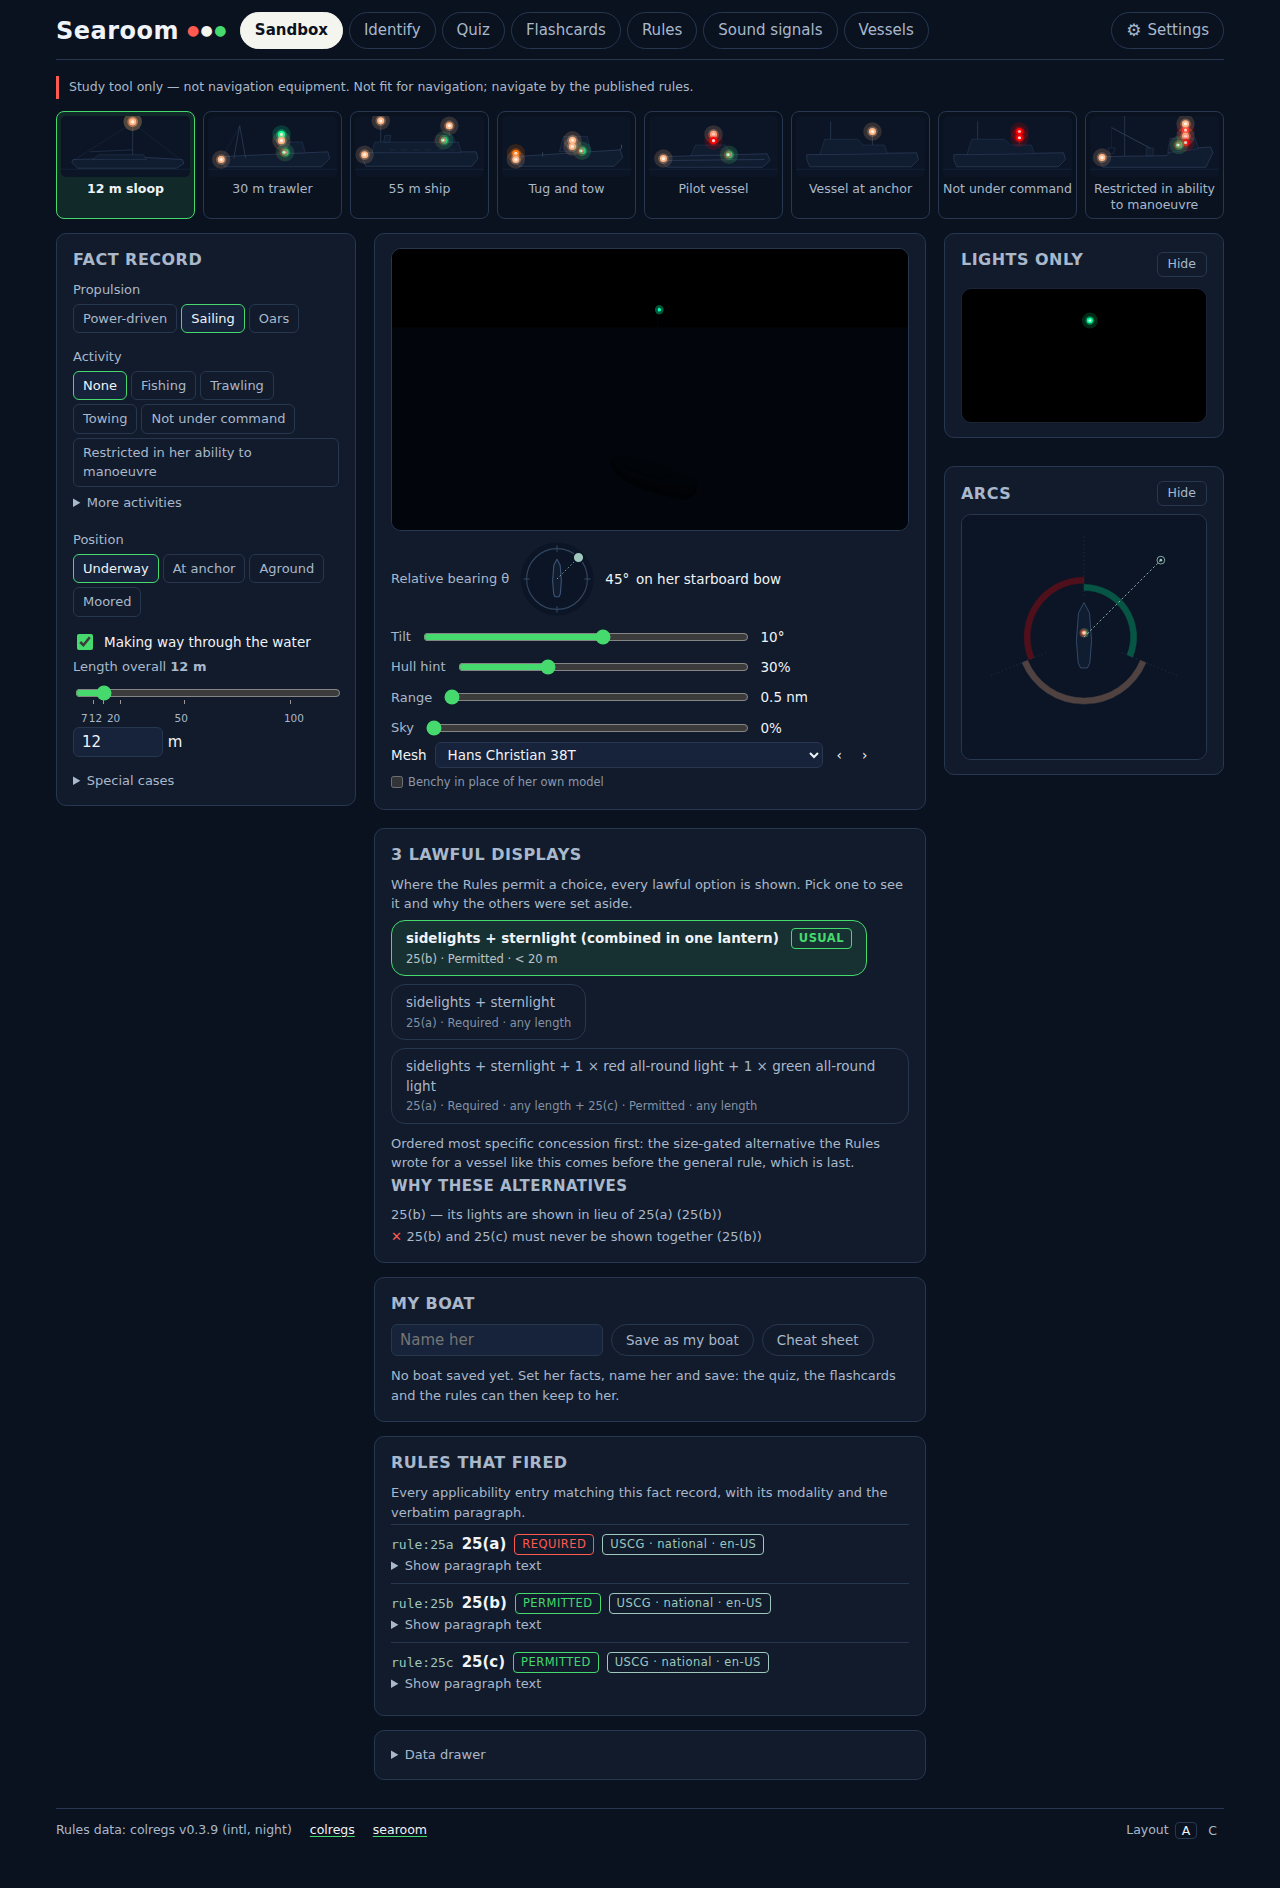 Searoom
Sandbox
Identify
Quiz
Flashcards
Rules
Sound signals
Vessels
⚙ Settings
Study tool only — not navigation equipment. Not fit for navigation; navigate by the published rules.
12 m sloop
30 m trawler
55 m ship
Tug and tow
Pilot vessel
Vessel at anchor
Not under command
Restricted in ability
to manoeuvre
FACT RECORD
Propulsion
Power-driven
Sailing
Oars
Activity
None
Fishing
Trawling
Towing
Not under command
Restricted in her ability to
manoeuvre
▶ More activities
Position
Underway
At anchor
Aground
Moored
Making way through the water
Length overall 12 m
7 12 20 50 100
12 m
▶ Special cases
Relative bearing θ
45° on her starboard bow
Tilt 10°
Hull hint 30%
Range 0.5 nm
Sky 0%
Mesh Hans Christian 38T ‹ ›
Benchy in place of her own model
LIGHTS ONLY
Hide
ARCS
Hide
3 LAWFUL DISPLAYS
Where the Rules permit a choice, every lawful option is shown. Pick one to see
it and why the others were set aside.
sidelights + sternlight (combined in one lantern) USUAL
25(b) · Permitted · < 20 m
sidelights + sternlight
25(a) · Required · any length
sidelights + sternlight + 1 × red all-round light + 1 × green all-round
light
25(a) · Required · any length + 25(c) · Permitted · any length
Ordered most specific concession first: the size-gated alternative the Rules
wrote for a vessel like this comes before the general rule, which is last.
WHY THESE ALTERNATIVES
25(b) — its lights are shown in lieu of 25(a) (25(b))
✕ 25(b) and 25(c) must never be shown together (25(b))
MY BOAT
Name her
Save as my boat
Cheat sheet
No boat saved yet. Set her facts, name her and save: the quiz, the flashcards
and the rules can then keep to her.
RULES THAT FIRED
Every applicability entry matching this fact record, with its modality and the
verbatim paragraph.
rule:25a 25(a) REQUIRED USCG · national · en-US
▶ Show paragraph text
rule:25b 25(b) PERMITTED USCG · national · en-US
▶ Show paragraph text
rule:25c 25(c) PERMITTED USCG · national · en-US
▶ Show paragraph text
▶ Data drawer
Rules data: colregs v0.3.9 (intl, night) colregs searoom
Layout A C